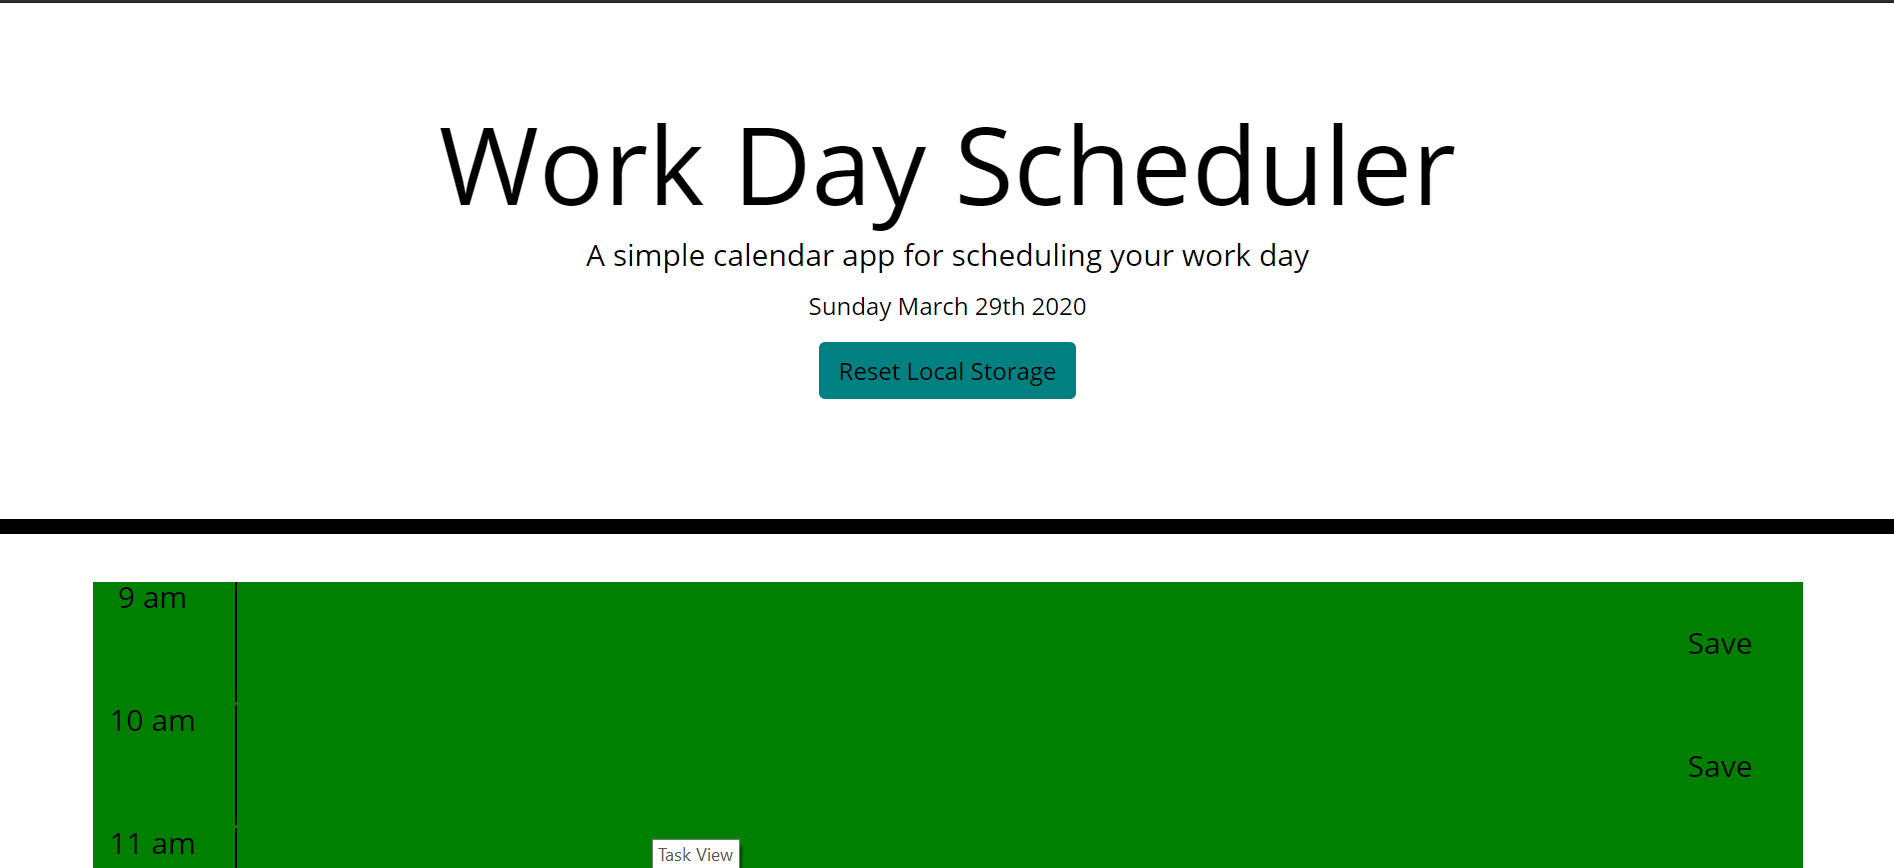 Work Day Scheduler
A simple calendar app for scheduling your work day
Sunday March 29th 2020
Reset Local Storage
9 am
Save
10 am
Save
11 am
Task View